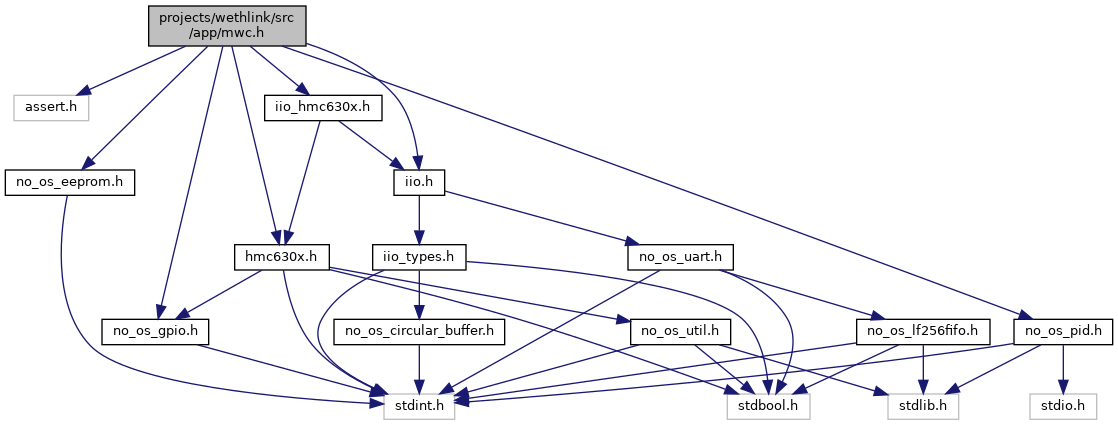 projects/wethlink/src
/app/mwc.h
assert.h
iio_hmc630x.h
no_os_eeprom.h
iio.h
hmc630x.h
iio_types.h
no_os_uart.h
no_os_gpio.h
no_os_circular_buffer.h
no_os_util.h
no_os_lf256fifo.h
no_os_pid.h
stdint.h
stdbool.h
stdlib.h
stdio.h